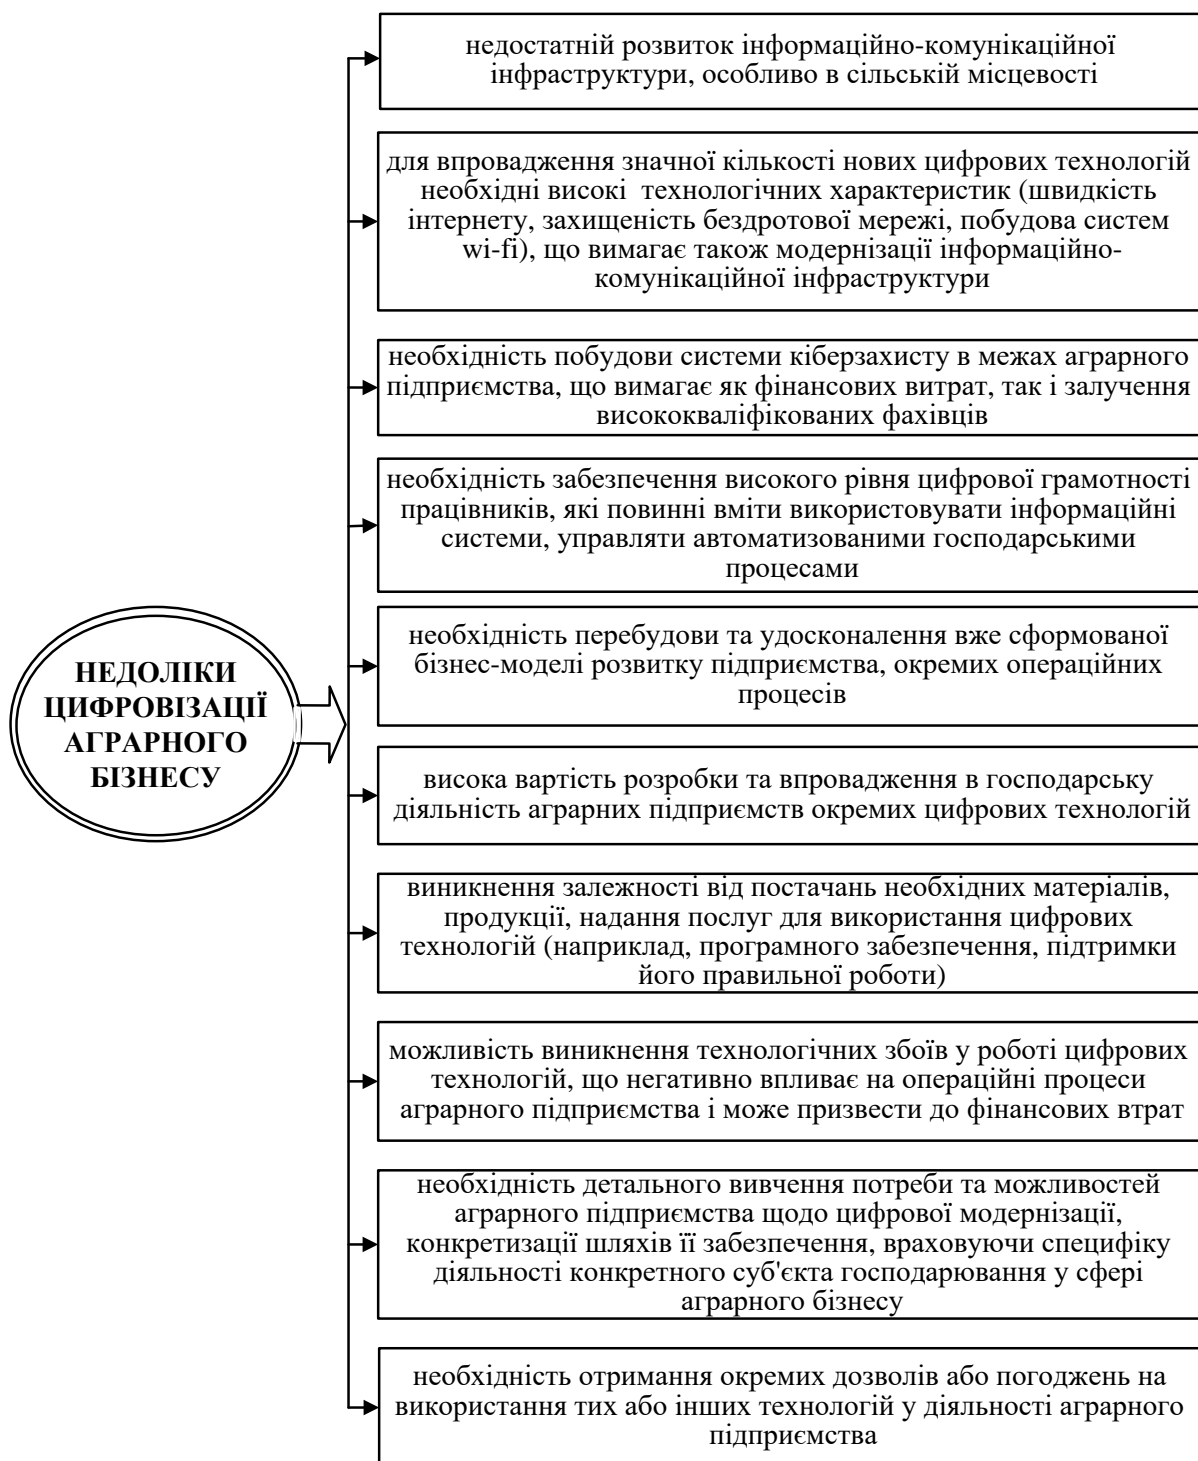 недостатній розвиток інформаційно-комунікаційної
інфраструктури, особливо в сільській місцевості
для впровадження значної кількості нових цифрових технологій
необхідні високі  технологічних характеристик (швидкість
інтернету, захищеність бездротової мережі, побудова систем
wi-fi), що вимагає також модернізації інформаційно-
комунікаційної інфраструктури
необхідність побудови системи кіберзахисту в межах аграрного
підприємства, що вимагає як фінансових витрат, так і залучення
висококваліфікованих фахівців
необхідність забезпечення високого рівня цифрової грамотності
працівників, які повинні вміти використовувати інформаційні
системи, управляти автоматизованими господарськими
процесами
НЕДОЛІКИ
ЦИФРОВІЗАЦІЇ
АГРАРНОГО
БІЗНЕСУ
необхідність перебудови та удосконалення вже сформованої
бізнес-моделі розвитку підприємства, окремих операційних
процесів
висока вартість розробки та впровадження в господарську
діяльність аграрних підприємств окремих цифрових технологій
виникнення залежності від постачань необхідних матеріалів,
продукції, надання послуг для використання цифрових
технологій (наприклад, програмного забезпечення, підтримки
його правильної роботи)
можливість виникнення технологічних збоїв у роботі цифрових
технологій, що негативно впливає на операційні процеси
аграрного підприємства і може призвести до фінансових втрат
необхідність детального вивчення потреби та можливостей
аграрного підприємства щодо цифрової модернізації,
конкретизації шляхів її забезпечення, враховуючи специфіку
діяльності конкретного суб'єкта господарювання у сфері
аграрного бізнесу
необхідність отримання окремих дозволів або погоджень на
використання тих або інших технологій у діяльності аграрного
підприємства